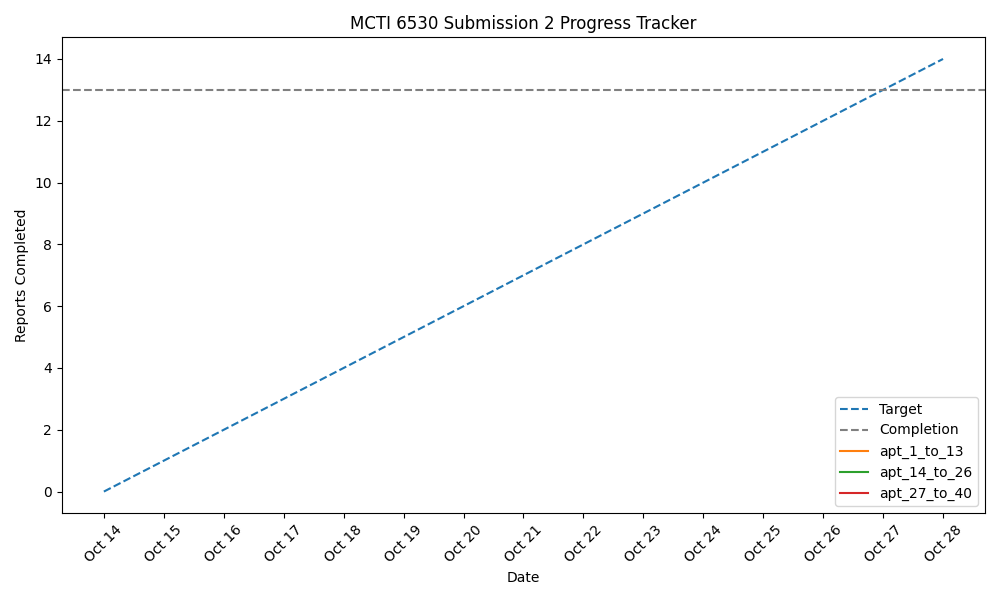 MCTI 6530 Submission 2 Progress Tracker
Reports Completed
14
12
10
8
6
4
2
0
Target
Completion
apt_1_to_13
apt_14_to_26
apt_27_to_40
Oct 14
Oct 15
Oct 16
Oct 17
Oct 18
Oct 19
Oct 20
Oct 21
Oct 22
Oct 23
Oct 24
Oct 25
Oct 26
Oct 27
Oct 28
Date